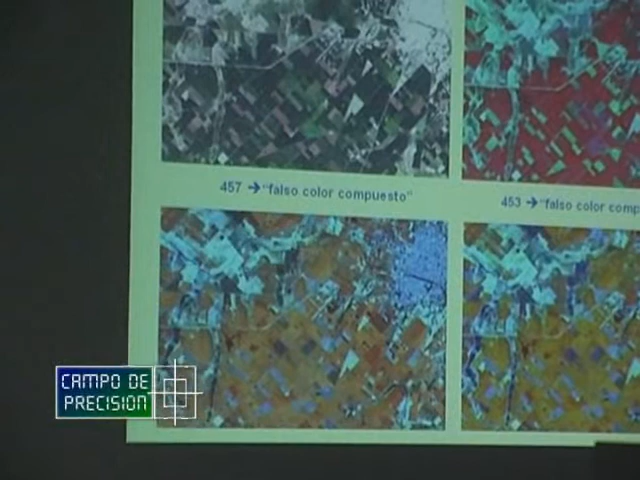 457 ➔ "falso color compuesto"
453 ➔ "falso color comp
CAMPO DE
PRECISION